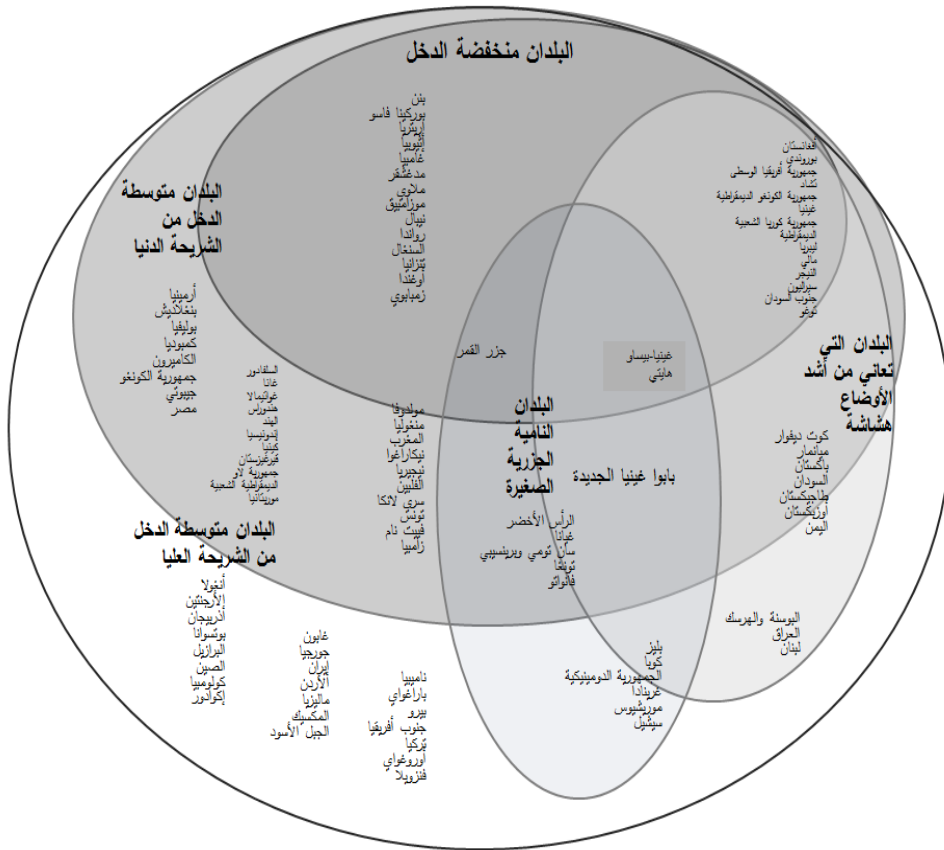 البلدان منخفضة الدخل
بنن
بوركينا فاسو
إريتريا
إثيوبيا
غامبيا
مدغشقر
ملاوي
موزامبيق
نيبال
رواندا
السنغال
تنزانيا
أوغندا
زمبابوي
أفغانستان
بوروندي
جمهورية أفريقيا الوسطى
تشاد
جمهورية الكونغو الديمقراطية
غينيا
جمهورية كوريا الشعبية
الديمقراطية
ليبريا
مالي
النيجر
سيراليون
جنوب السودان
توغو
البلدان متوسطة
الدخل من
الشريحة الدنيا
أرمينيا
بنغلاديش
بوليفيا
كمبوديا
الكاميرون
جمهورية الكونغو
جيبوتي
مصر
السلفادور
غانا
غواتيمالا
هندوراس
الهند
إندونيسيا
كينيا
قيرغيزستان
جمهورية لاو
الديمقراطية الشعبية
موريتانيا
مولدوفا
منغوليا
المغرب
نيكاراغوا
نيجيريا
الفلبين
سري لانكا
تونس
فييت نام
زامبيا
جزر القمر
غينيا-بيساو
هايتي
البلدان
النامية
الجزرية
الصغيرة
بابوا غينيا الجديدة
الرأس الأخضر
غيانا
سان تومي وبرينسيبي
تونغا
فانواتو
البلدان التي
تعاني من أشد
الأوضاع
هشاشة
كوت ديفوار
ميانمار
باكستان
السودان
طاجيكستان
أوزبكستان
اليمن
البلدان متوسطة الدخل
من الشريحة العليا
أنغولا
الأرجنتين
أذربيجان
بوتسوانا
البرازيل
الصين
كولومبيا
إكوادور
غابون
جورجيا
إيران
الأردن
ماليزيا
المكسيك
الجبل الأسود
ناميبيا
باراغواي
بيرو
جنوب أفريقيا
تركيا
أوروغواي
فنزويلا
بليز
كوبا
الجمهورية الدومينيكية
غرينادا
موريشيوس
سيشيل
البوسنة والهرسك
العراق
لبنان